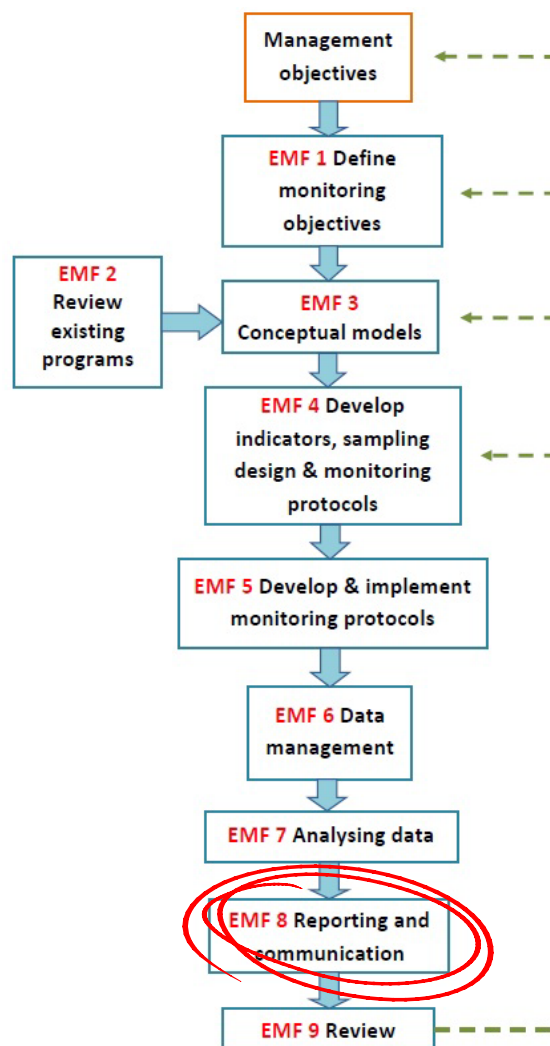 Management
objectives
EMF 1 Define
monitoring
objectives
EMF 2
Review
existing
programs
EMF 3
Conceptual models
EMF 4 Develop
indicators, sampling
design & monitoring
protocols
EMF 5 Develop & implement
monitoring protocols
EMF 6 Data
management
EMF 7 Analysing data
EMF 8 Reporting and
communication
EMF 9 Review